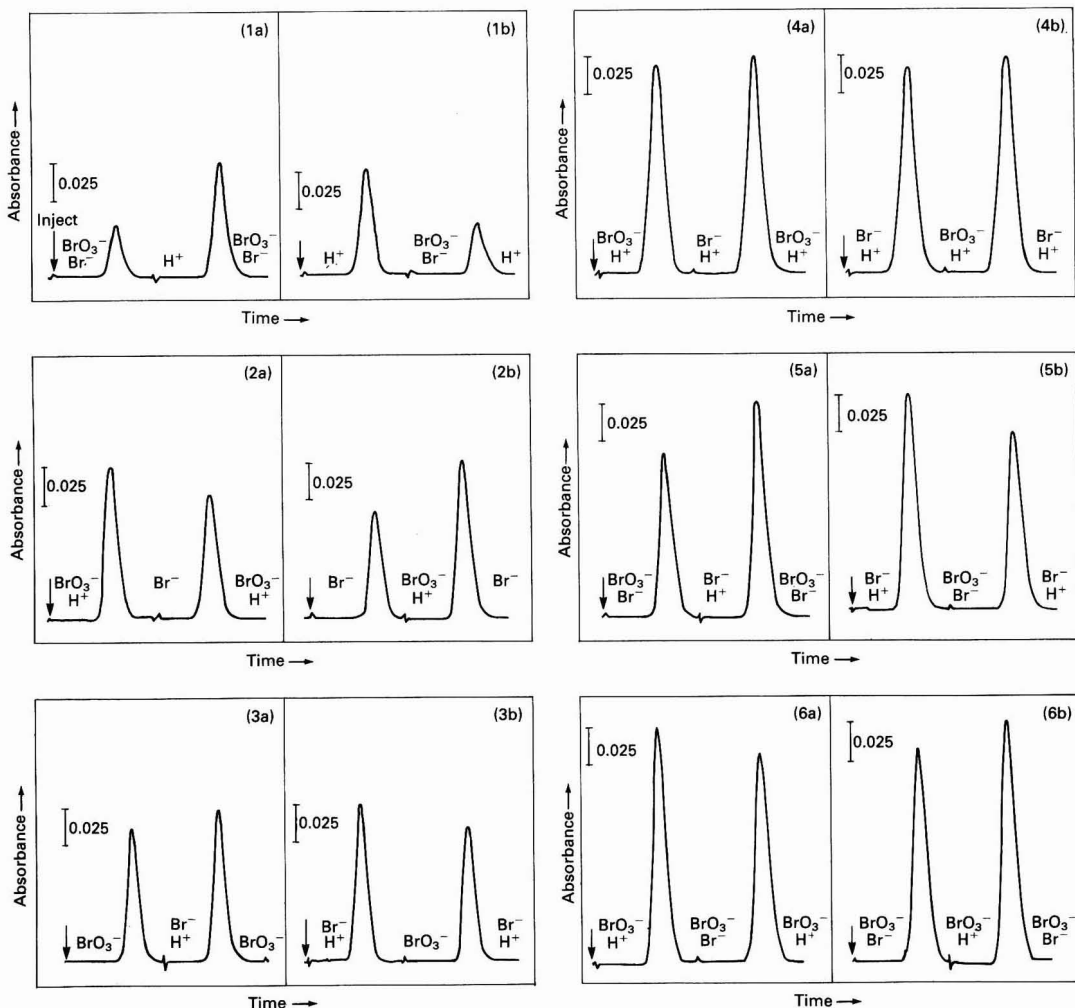 (1a)
Absorbance
0.025
Inject
BrO₃⁻
Br⁻
H⁺
BrO₃⁻
Br⁻
(1b)
0.025
H⁺
BrO₃⁻
Br⁻
H⁺
Time
(4a)
Absorbance
0.025
BrO₃⁻
H⁺
Br⁻
H⁺
BrO₃⁻
H⁺
(4b)
0.025
Br⁻
H⁺
BrO₃⁻
H⁺
Br⁻
H⁺
Time
(2a)
Absorbance
0.025
BrO₃⁻
H⁺
Br⁻
BrO₃⁻
H⁺
(2b)
0.025
Br⁻
BrO₃⁻
H⁺
Br⁻
Time
(5a)
Absorbance
0.025
BrO₃⁻
Br⁻
Br⁻
H⁺
BrO₃⁻
Br⁻
(5b)
0.025
Br⁻
H⁺
BrO₃⁻
Br⁻
Br⁻
H⁺
Time
(3a)
Absorbance
0.025
BrO₃⁻
Br⁻
H⁺
BrO₃⁻
(3b)
0.025
Br⁻
H⁺
BrO₃⁻
Br⁻
H⁺
Time
(6a)
Absorbance
0.025
BrO₃⁻
H⁺
BrO₃⁻
Br⁻
BrO₃⁻
H⁺
(6b)
0.025
BrO₃⁻
Br⁻
BrO₃⁻
H⁺
BrO₃⁻
Br⁻
Time